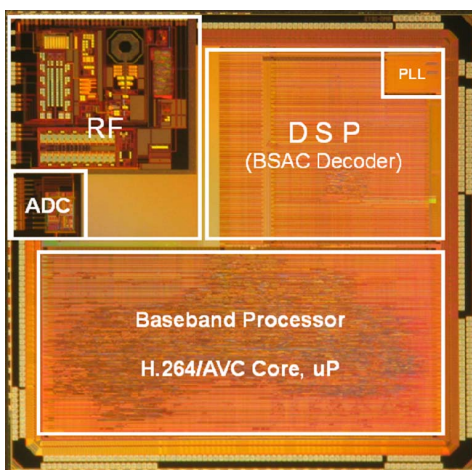 RF
PLL
D S P
(BSAC Decoder)
ADC
Baseband Processor
H.264/AVC Core, uP